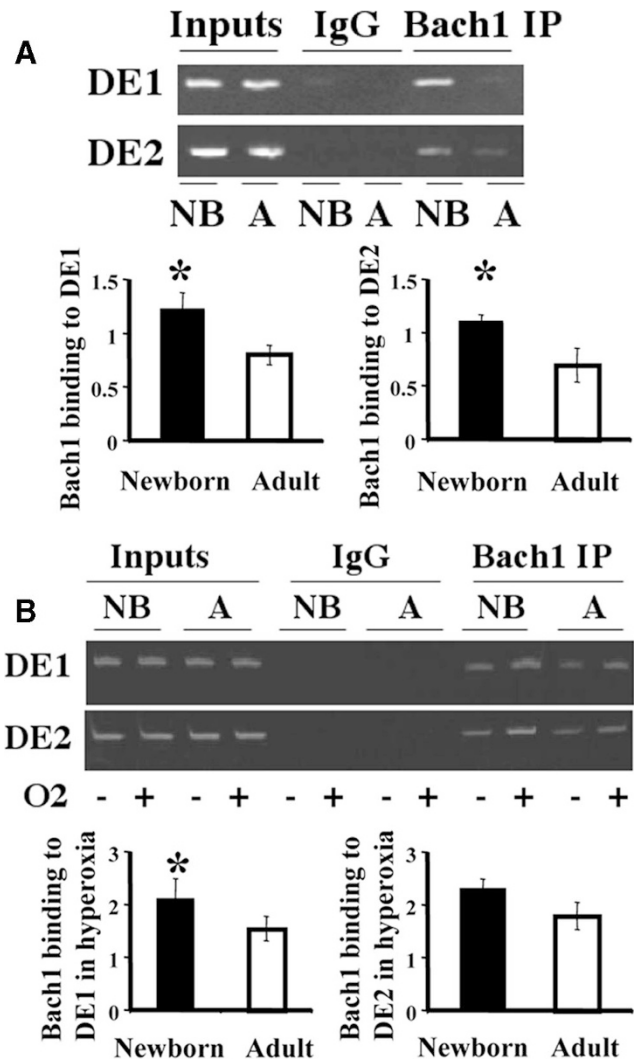 A
Inputs IgG Bach1 IP
DE1
DE2
NB A NB A NB A
Bach1 binding to DE1
*
1.5
1
0.5
0
Newborn Adult
Bach1 binding to DE2
*
1.5
1
0.5
0
Newborn Adult
B
Inputs IgG Bach1 IP
NB A NB A NB A
DE1
DE2
O2 - + - + - + - + - + - +
Bach1 binding to
DE1 in hyperoxia
*
3
2
1
0
Newborn Adult
Bach1 binding to
DE2 in hyperoxia
3
2
1
0
Newborn Adult